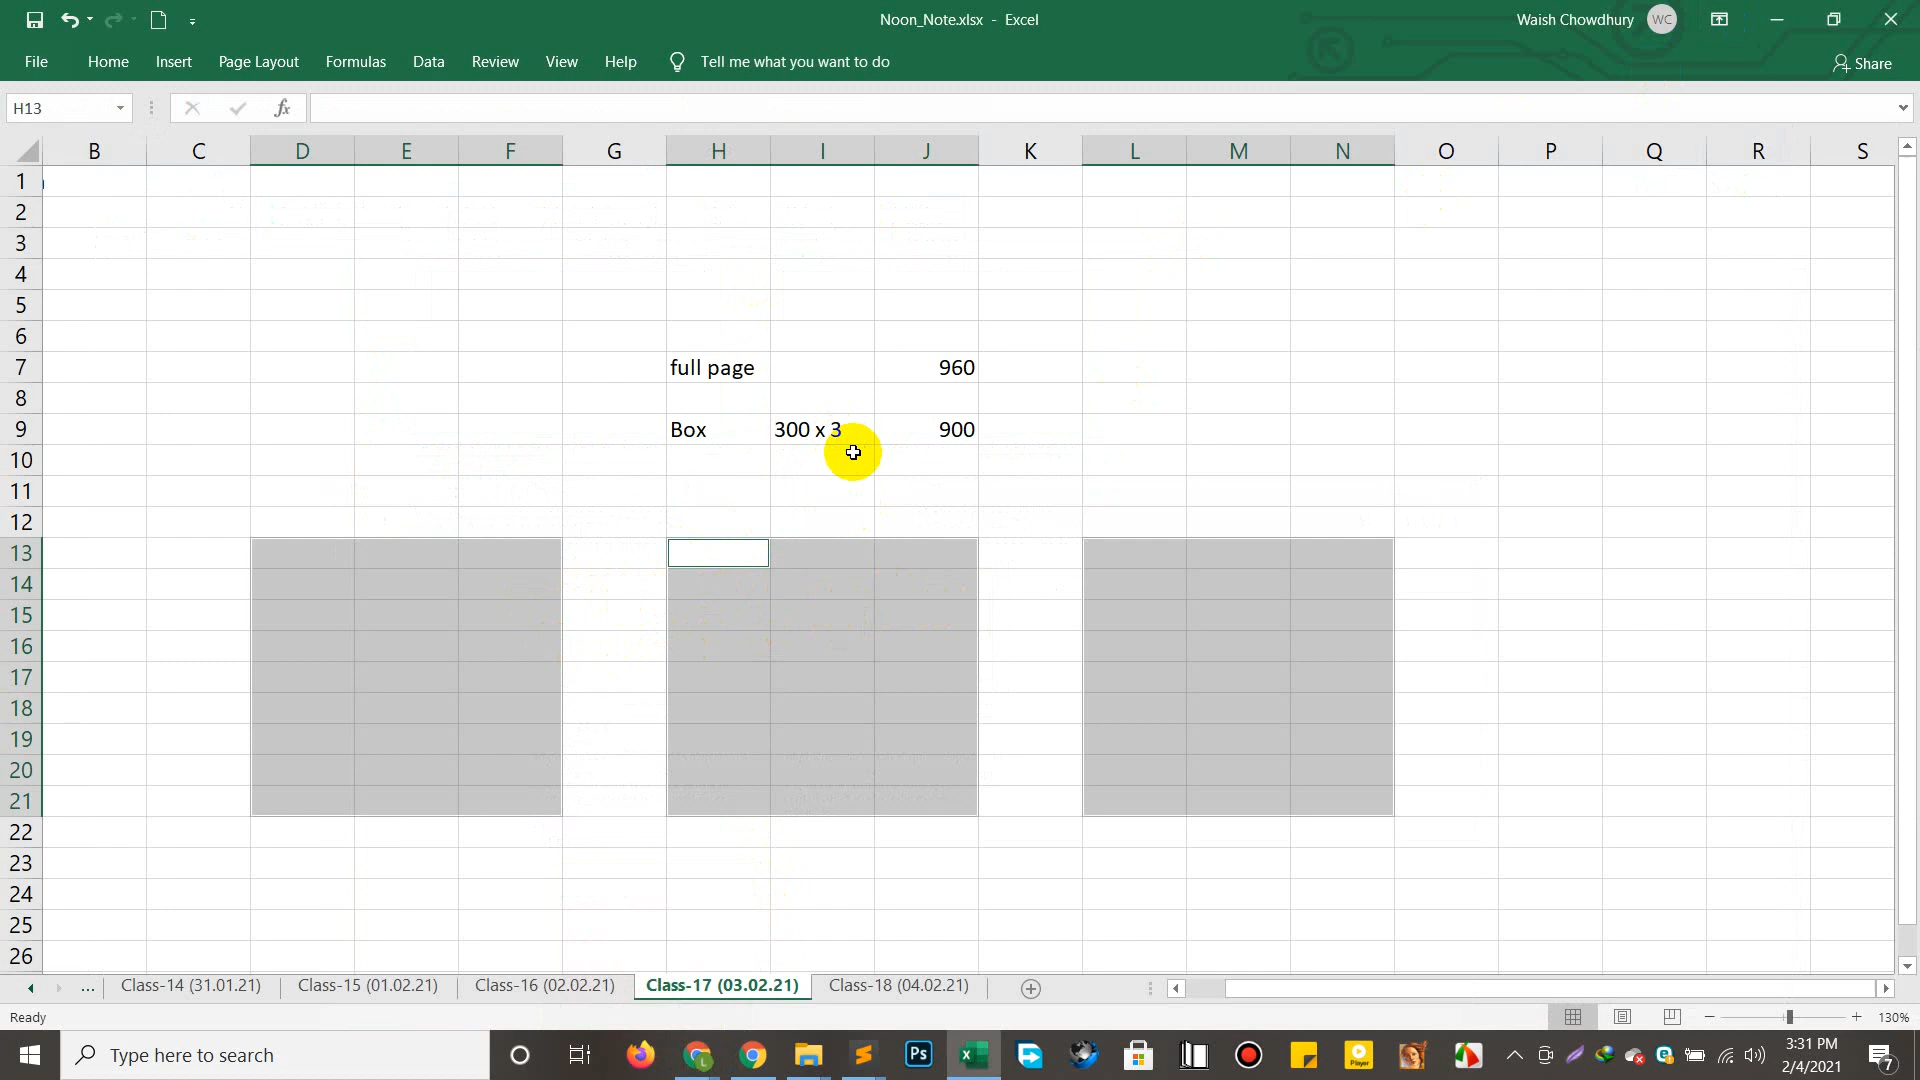 Noon_Note.xlsx - Excel
Waish Chowdhury WC
File Home Insert Page Layout Formulas Data Review View Help Tell me what you want to do Share
H13 fx
B C D E F G H I J K L M N O P Q R S
1
2
3
4
5
6
7 full page 960
8
9 Box 300 x 3 900
10
11
12
13
14
15
16
17
18
19
20
21
22
23
24
25
26
... Class-14 (31.01.21) Class-15 (01.02.21) Class-16 (02.02.21) Class-17 (03.02.21) Class-18 (04.02.21)
Ready 130%
Type here to search Ps 3:31 PM
2/4/2021 7